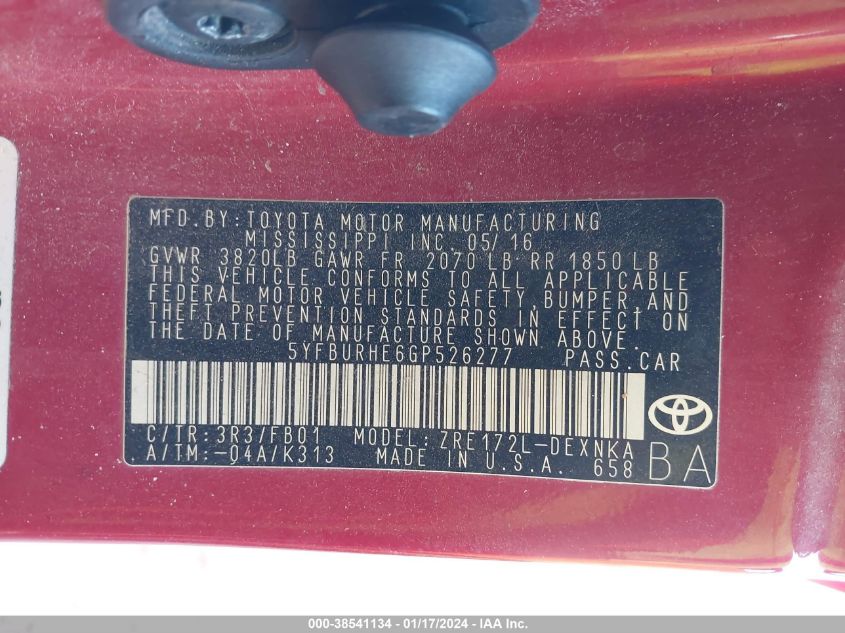 MFD.BY:TOYOTA MOTOR MANUFACTURING
MISSISSIPPI INC. 05/16
GVWR 3820LB GAWR FR 2070LB RR 1850LB
THIS VEHICLE CONFORMS TO ALL APPLICABLE
FEDERAL MOTOR VEHICLE SAFETY, BUMPER AND
THEFT PREVENTION STANDARDS IN EFFECT ON
THE DATE OF MANUFACTURE SHOWN ABOVE.
5YFBURHE6GP526277 PASS.CAR
C/TR:3R3/FB01 MODEL:ZRE172L-DEXNKA
A/TM:-04A/K313 MADE IN U.S.A. 658
BA
000-38541134 - 01/17/2024 - IAA Inc.